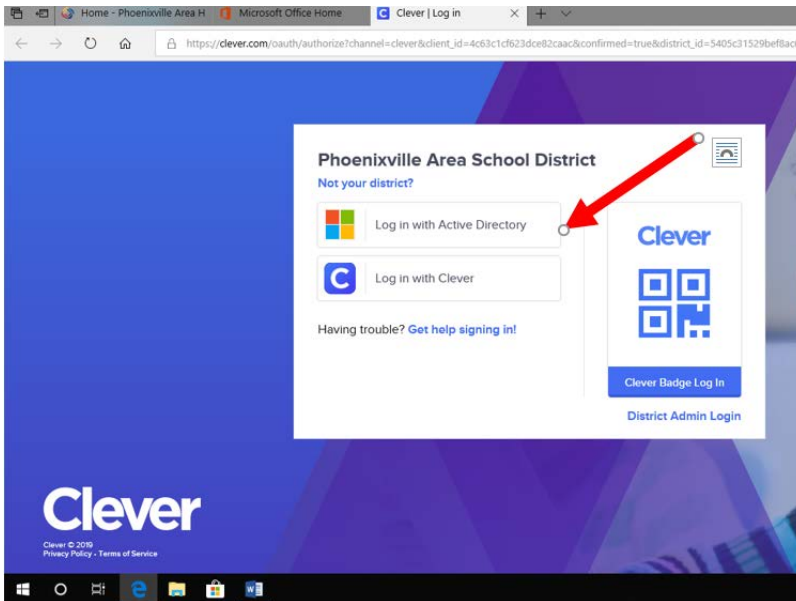 Home - Phoenixville Area H
Microsoft Office Home
Clever | Log in
https://clever.com/oauth/authorize?channel=clever&client_id=4c63c1cf623dce82caac&confirmed=true&district_id=5405c31529bef8ac
Phoenixville Area School District
Not your district?
Log in with Active Directory
Log in with Clever
Having trouble? Get help signing in!
Clever
Clever Badge Log In
District Admin Login
Clever
Clever © 2019
Privacy Policy - Terms of Service